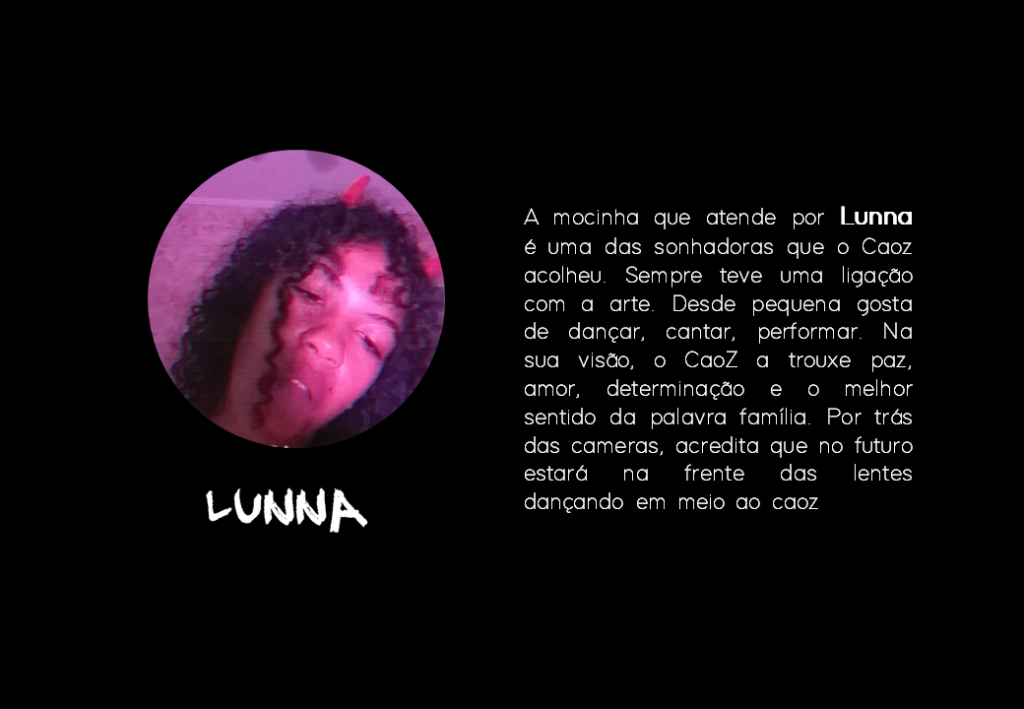 A mocinha que atende por Lunna
é uma das sonhadoras que o Caoz
acolheu. Sempre teve uma ligação
com a arte. Desde pequena gosta
de dançar, cantar, performar. Na
sua visão, o CaoZ a trouxe paz,
amor, determinação e o melhor
sentido da palavra família. Por trás
das cameras, acredita que no futuro
estará na frente das lentes
dançando em meio ao caoz
LUNNA